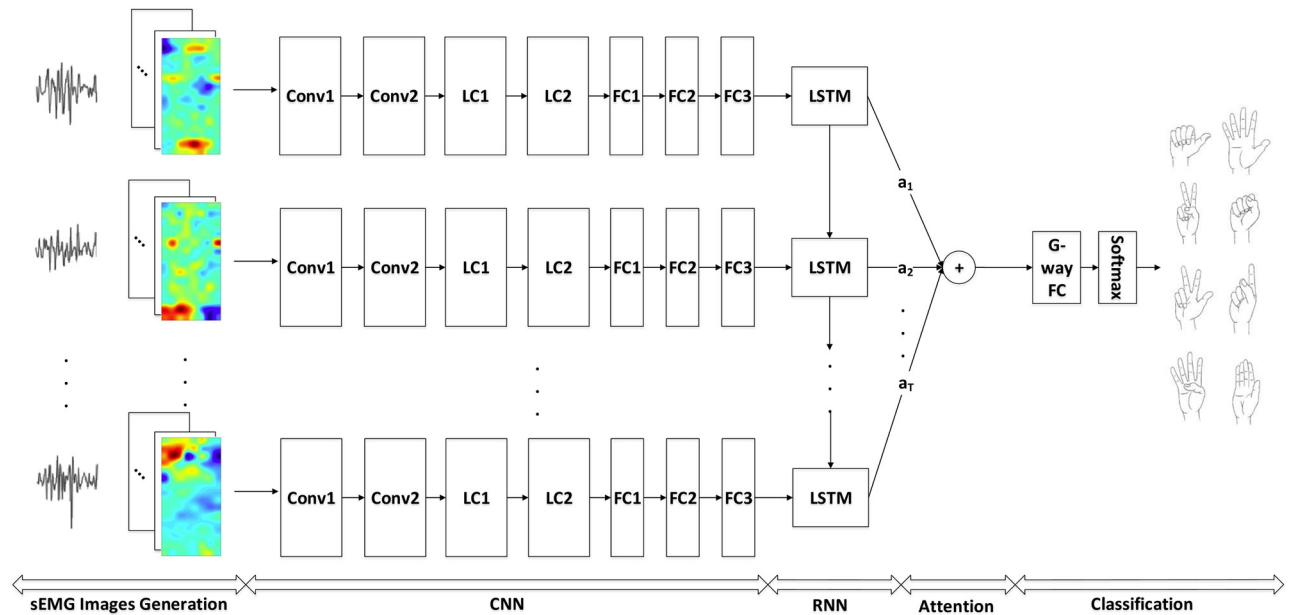 Conv1 Conv2 LC1 LC2 FC1 FC2 FC3 LSTM
a₁
Conv1 Conv2 LC1 LC2 FC1 FC2 FC3 LSTM a₂ + G-
way
FC
Softmax
a_T
Conv1 Conv2 LC1 LC2 FC1 FC2 FC3 LSTM
sEMG Images Generation CNN RNN Attention Classification